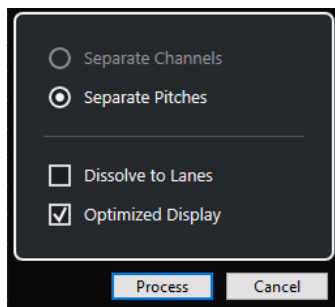 Separate Channels
Separate Pitches
Dissolve to Lanes
Optimized Display
Process
Cancel